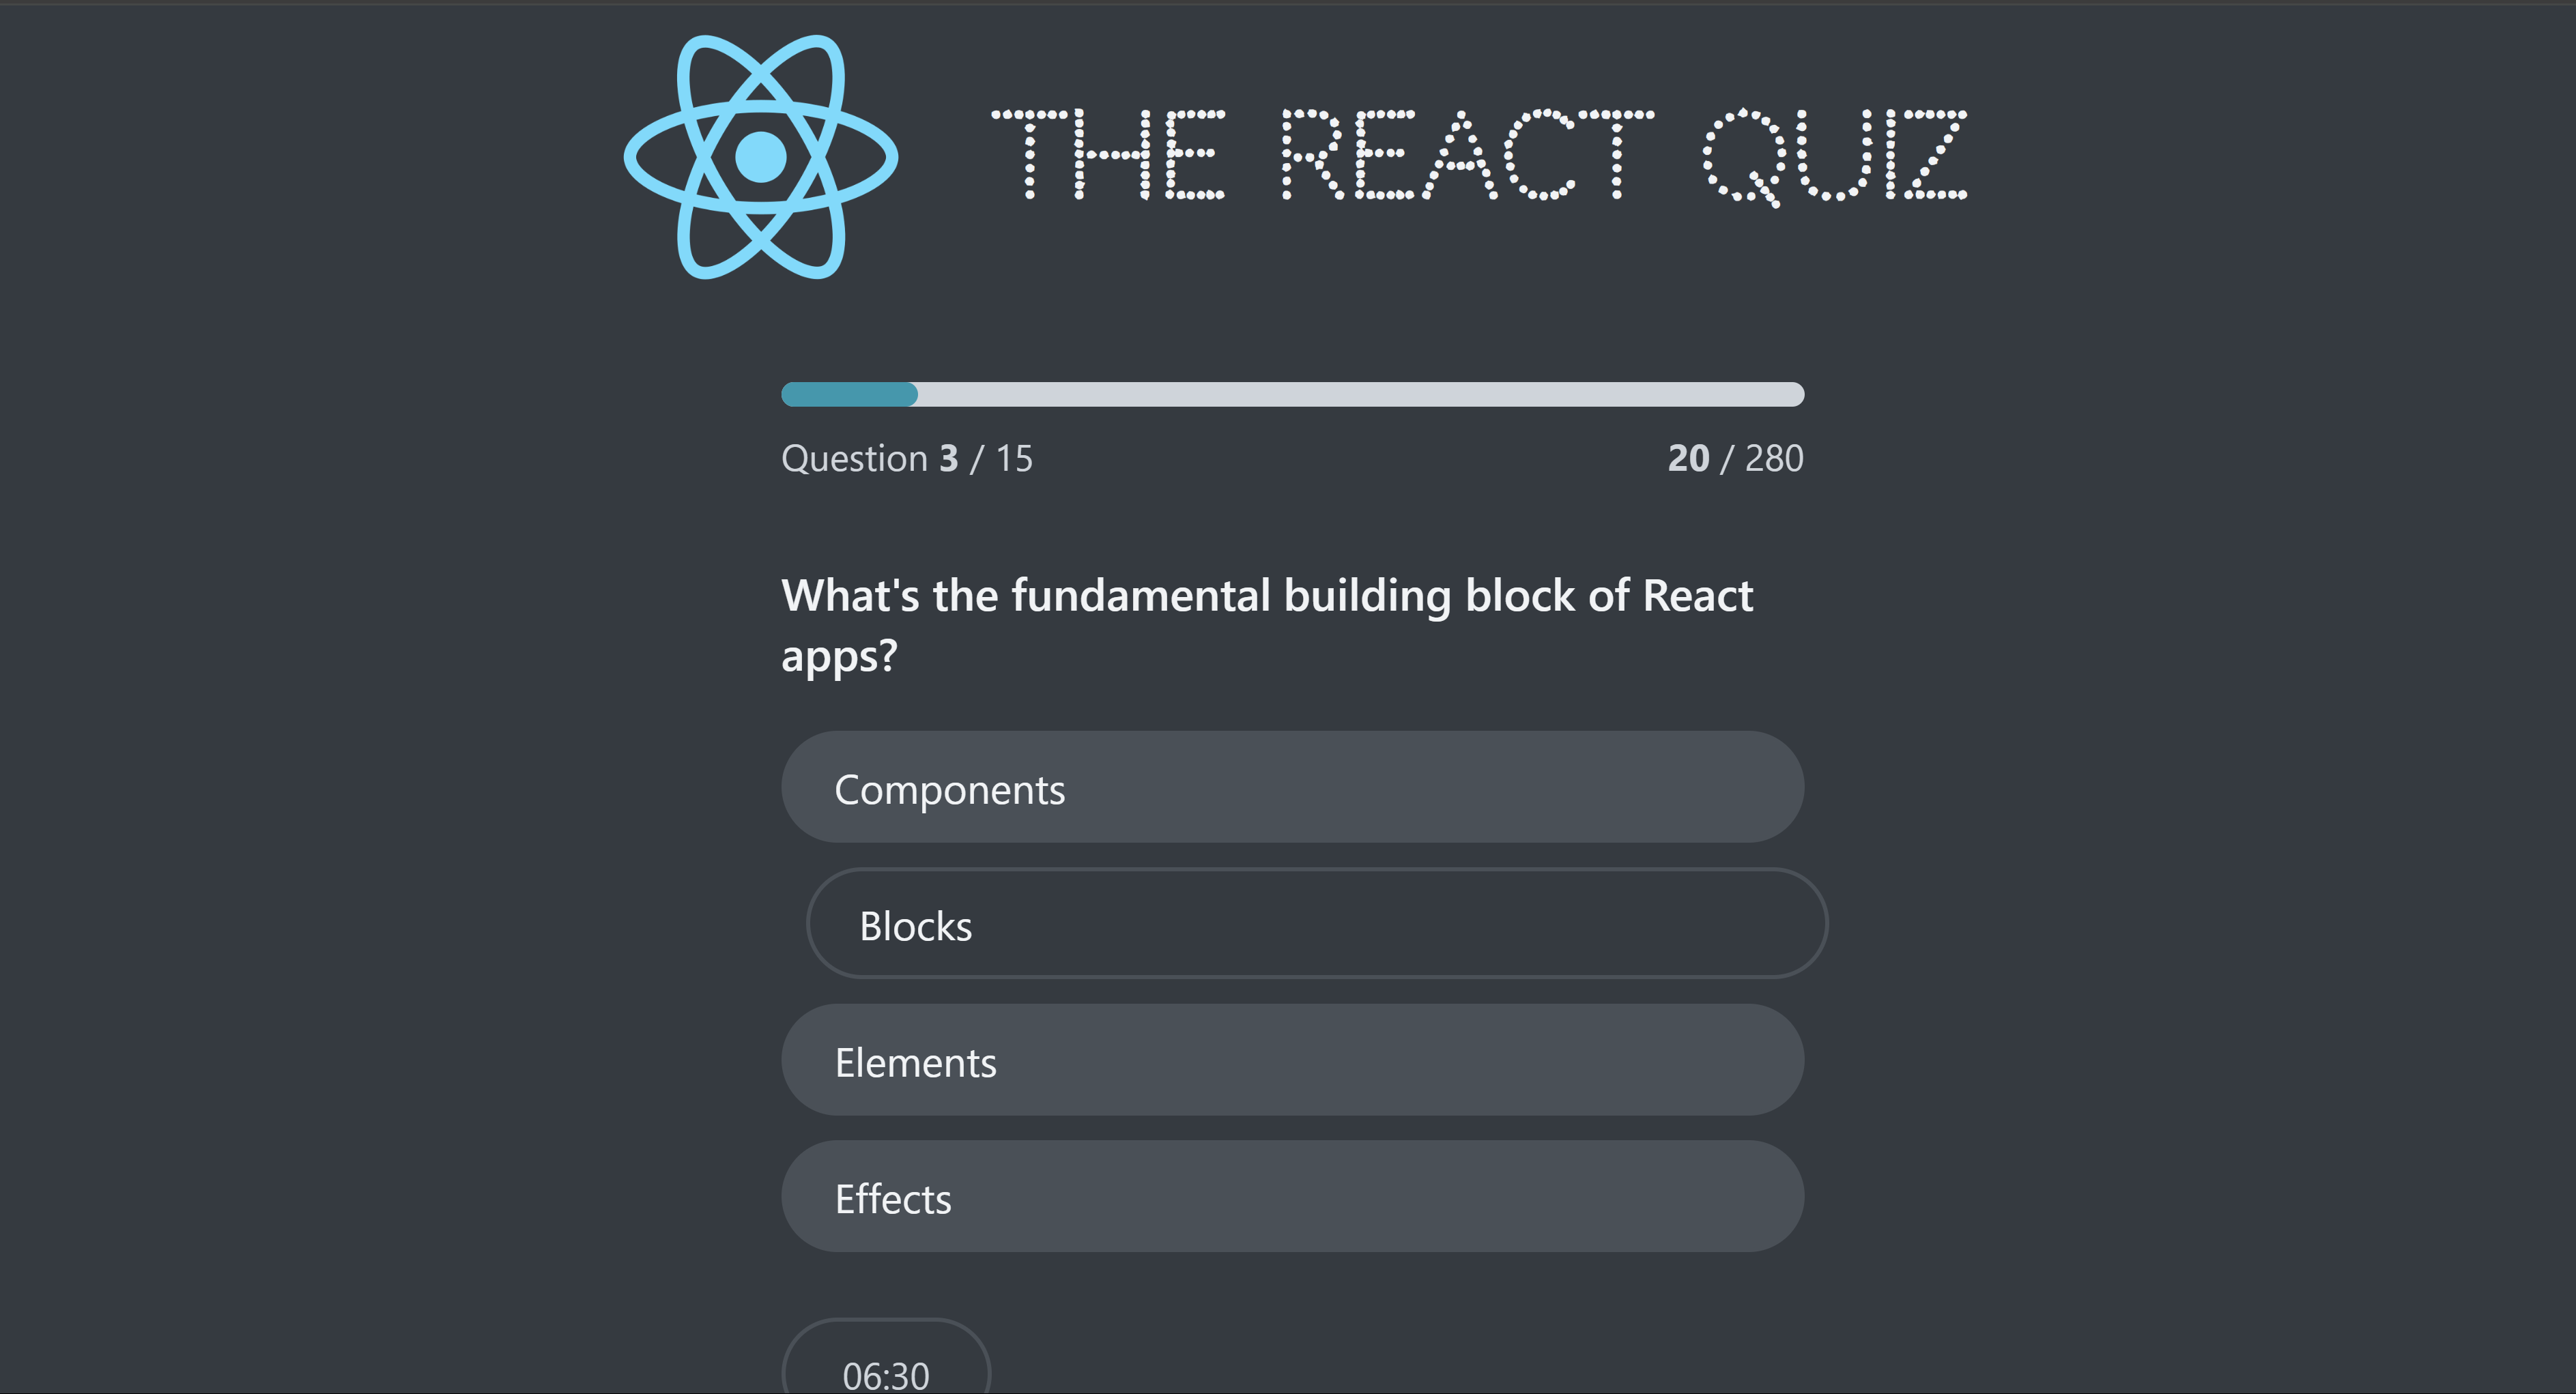 THE REACT QUIZ
Question 3 / 15
20 / 280
What's the fundamental building block of React
apps?
Components
Blocks
Elements
Effects
06:30